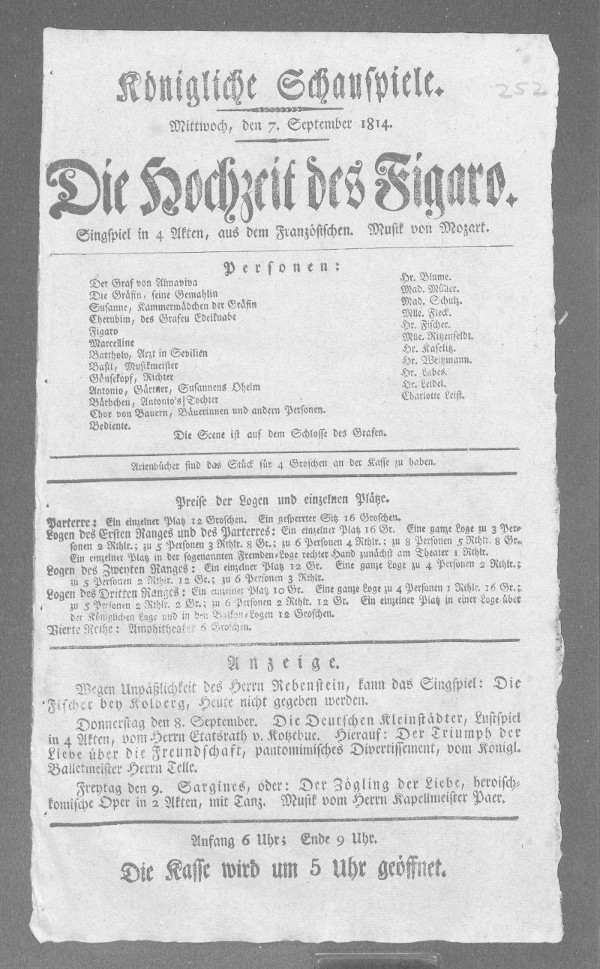 252
Königliche Schauspiele.
Mittwoch, den 7. September 1814.
Die Hochzeit des Figaro.
Singspiel in 4 Akten, aus dem Französischen. Musik von Mozart.
Personen:
Der Graf von Almaviva Hr. Blume.
Die Gräfin, seine Gemahlin Mad. Müller.
Susanne, Kammermädchen der Gräfin Mad. Schulz.
Cherubim, des Grafen Edelknabe Mlle. Fleck.
Figaro Hr. Fischer.
Marcelline Mlle. Ritzenfeldt.
Bartholo, Arzt in Sevilien Hr. Kaselitz.
Basil, Musikmeister Hr. Weitzmann.
Gänsekopf, Richter Hr. Labes.
Antonio, Gärtner, Susannens Oheim Hr. Leidel.
Bärbchen, Antonio's Tochter Charlotte Leist.
Chor von Bauern, Bäuerinnen und andern Personen.
Bediente.
Die Scene ist auf dem Schlosse des Grafen.
Arienbücher sind das Stück für 4 Groschen an der Kasse zu haben.
Preise der Logen und einzelnen Plätze.
Parterre: Ein einzelner Platz 12 Groschen. Ein gesperrter Sitz 16 Groschen.
Logen des Ersten Ranges und des Parterres: Ein einzelner Platz 16 Gr. Eine ganze Loge zu 3 Per-
sonen 2 Rthlr.; zu 5 Personen 3 Rthlr. 8 Gr.; zu 6 Personen 4 Rthlr.; zu 8 Personen 5 Rthlr. 8 Gr.
Ein einzelner Platz in der sogenannten Fremden-Loge rechter Hand zunächst am Theater 1 Rthlr.
Logen des Zweyten Ranges: Ein einzelner Platz 12 Gr. Eine ganze Loge zu 4 Personen 2 Rthlr.;
zu 5 Personen 2 Rthlr. 12 Gr.; zu 6 Personen 3 Rthlr.
Logen des Dritten Ranges: Ein einzelner Platz 10 Gr. Eine ganze Loge zu 4 Personen 1 Rthlr. 16 Gr.;
zu 5 Personen 2 Rthlr. 2 Gr.; zu 6 Personen 2 Rthlr. 12 Gr. Ein einzelner Platz in einer Loge über
der Königlichen Loge und in den Balkon-Logen 12 Groschen.
Vierte Reihe: Amphitheater 6 Groschen.
Anzeige.
Wegen Unpäßlichkeit des Herrn Rebenstein, kann das Singspiel: Die
Fischer bey Kolberg, Heute nicht gegeben werden.
Donnerstag den 8. September. Die Deutschen Kleinstädter, Lustspiel
in 4 Akten, vom Herrn Etatsrath v. Kotzebue. Hierauf: Der Triumph der
Liebe über die Freundschaft, pantomimisches Divertissement, vom Königl.
Balletmeister Herrn Telle.
Freytag den 9. Sargines, oder: Der Zögling der Liebe, heroisch-
komische Oper in 2 Akten, mit Tanz. Musik vom Herrn Kapellmeister Paer.
Anfang 6 Uhr; Ende 9 Uhr.
Die Kasse wird um 5 Uhr geöffnet.